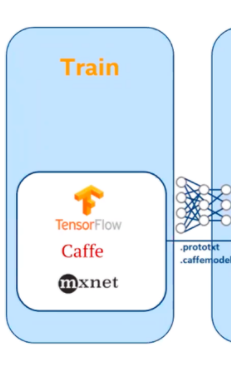 Train
TensorFlow
Caffe
mxnet
.prototxt
.caffemodel